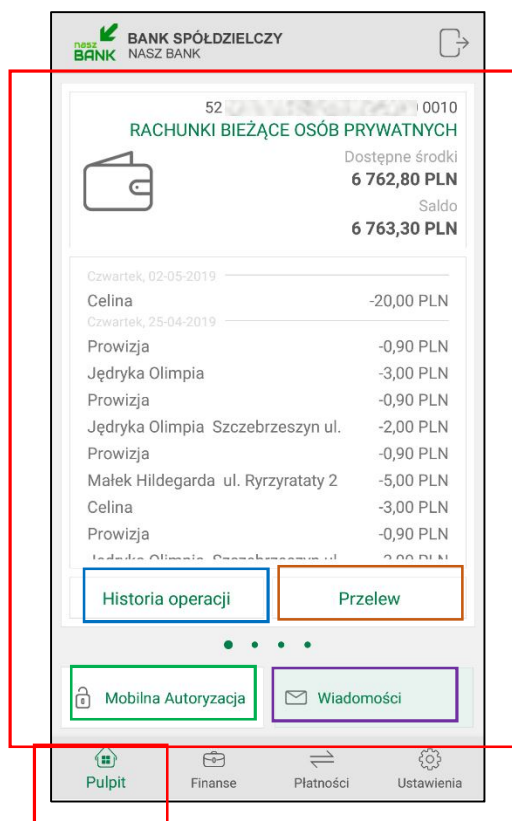 nasz BANK BANK SPÓŁDZIELCZY
NASZ BANK
52 0010
RACHUNKI BIEŻĄCE OSÓB PRYWATNYCH
Dostępne środki
6 762,80 PLN
Saldo
6 763,30 PLN
Czwartek, 02-05-2019
Celina -20,00 PLN
Czwartek, 25-04-2019
Prowizja -0,90 PLN
Jędryka Olimpia -3,00 PLN
Prowizja -0,90 PLN
Jędryka Olimpia Szczebrzeszyn ul. -2,00 PLN
Prowizja -0,90 PLN
Małek Hildegarda ul. Ryrzyrataty 2 -5,00 PLN
Celina -3,00 PLN
Prowizja -0,90 PLN
Historia operacji Przelew
Mobilna Autoryzacja Wiadomości
Pulpit Finanse Płatności Ustawienia